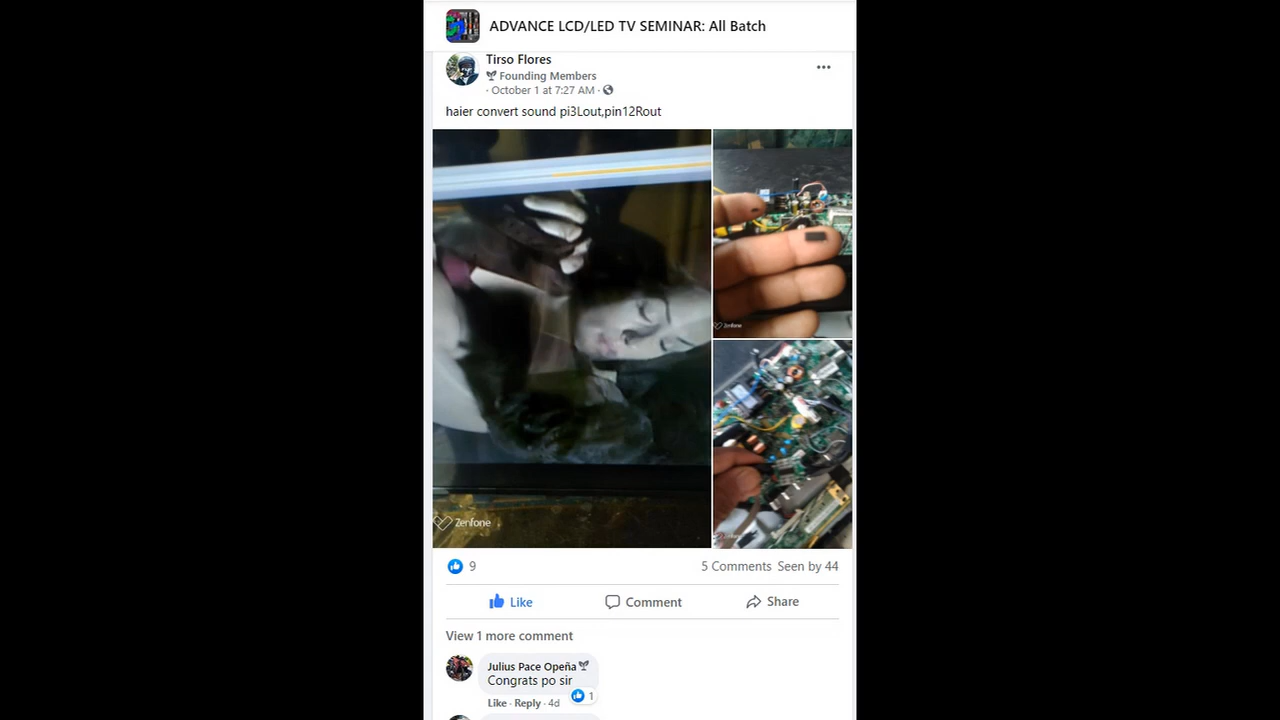 ADVANCE LCD/LED TV SEMINAR: All Batch
Tirso Flores
Founding Members
· October 1 at 7:27 AM ·
haier convert sound pi3Lout,pin12Rout
Zenfone
Zenfone
9
5 Comments Seen by 44
Like
Comment
Share
View 1 more comment
Julius Pace Opeña
Congrats po sir
1
Like · Reply · 4d